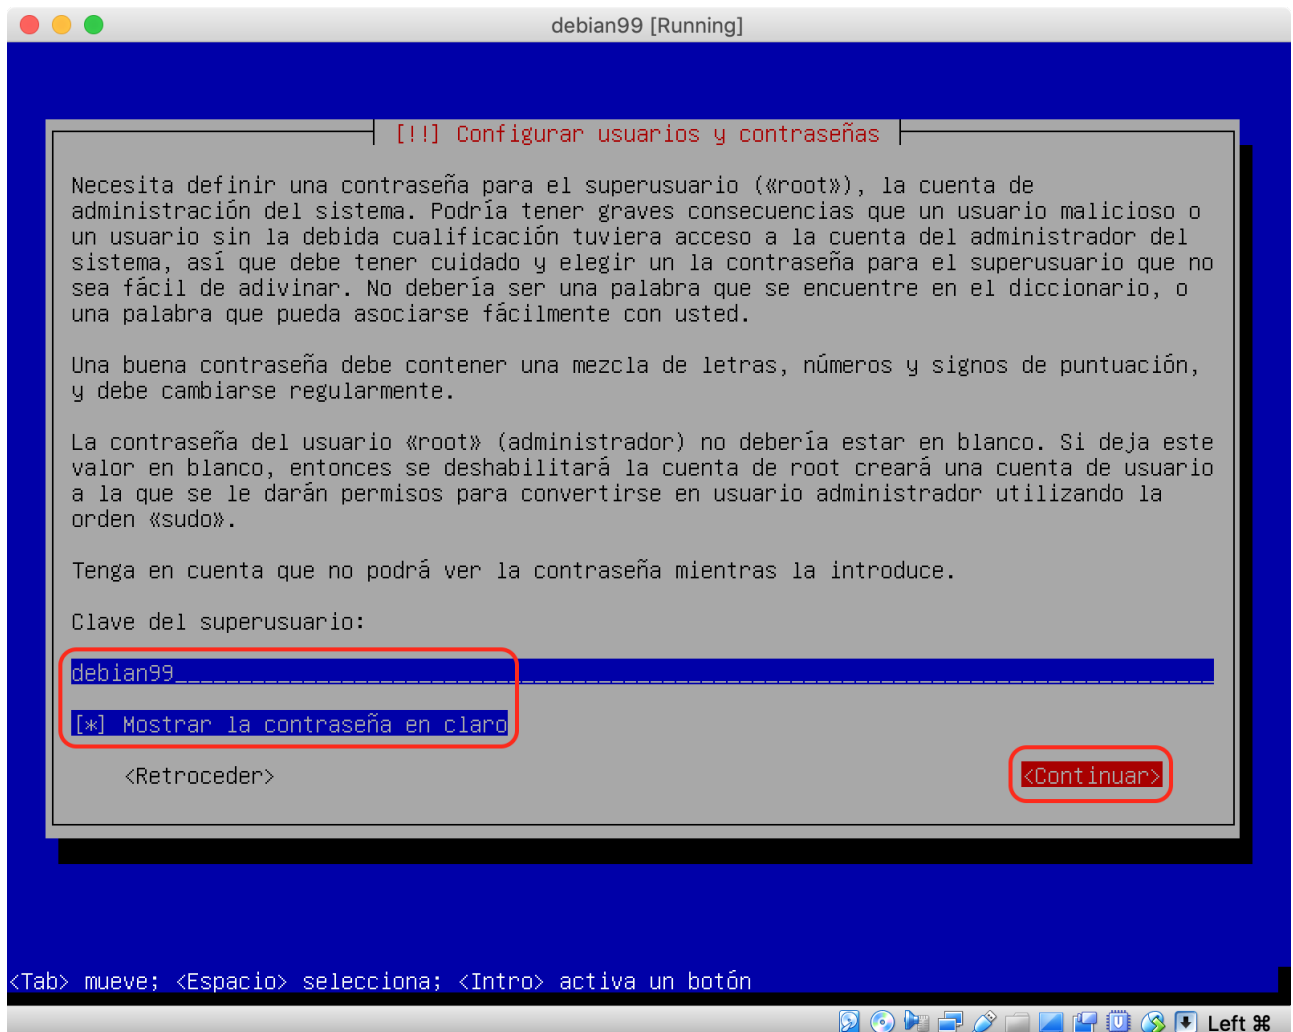 debian99 [Running]
[!!] Configurar usuarios y contraseñas
Necesita definir una contraseña para el superusuario («root»), la cuenta de
administración del sistema. Podría tener graves consecuencias que un usuario malicioso o
un usuario sin la debida cualificación tuviera acceso a la cuenta del administrador del
sistema, así que debe tener cuidado y elegir un la contraseña para el superusuario que no
sea fácil de adivinar. No debería ser una palabra que se encuentre en el diccionario, o
una palabra que pueda asociarse fácilmente con usted.
Una buena contraseña debe contener una mezcla de letras, números y signos de puntuación,
y debe cambiarse regularmente.
La contraseña del usuario «root» (administrador) no debería estar en blanco. Si deja este
valor en blanco, entonces se deshabilitará la cuenta de root creará una cuenta de usuario
a la que se le darán permisos para convertirse en usuario administrador utilizando la
orden «sudo».
Tenga en cuenta que no podrá ver la contraseña mientras la introduce.
Clave del superusuario:
debian99
[*] Mostrar la contraseña en claro
<Retroceder> <Continuar>
<Tab> mueve; <Espacio> selecciona; <Intro> activa un botón
Left ⌘